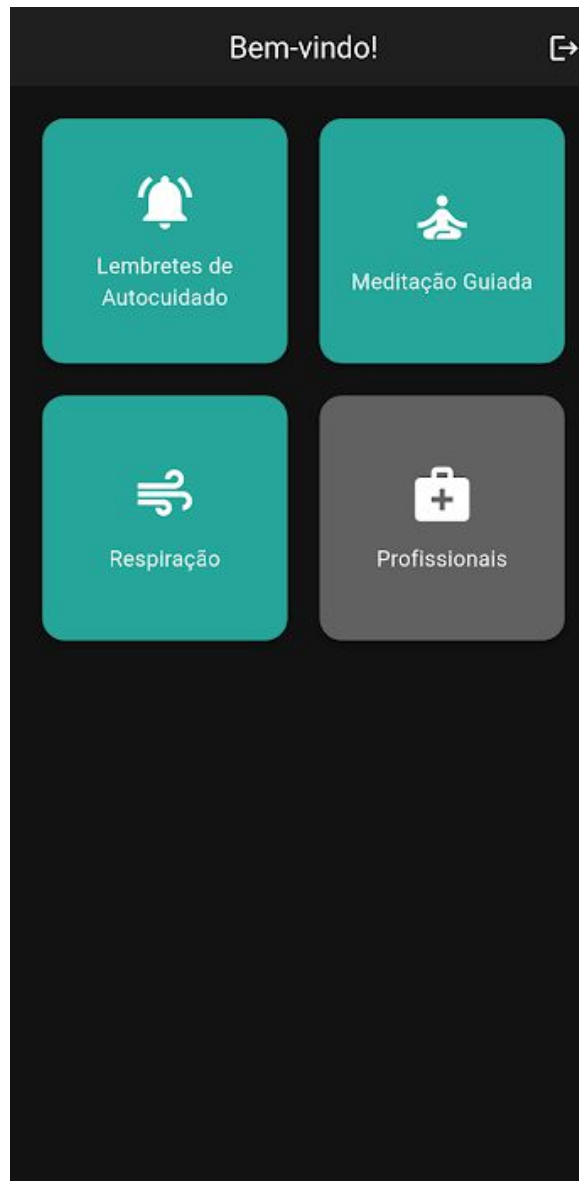 Bem-vindo!
Lembretes de
Autocuidado
Meditação Guiada
Respiração
Profissionais